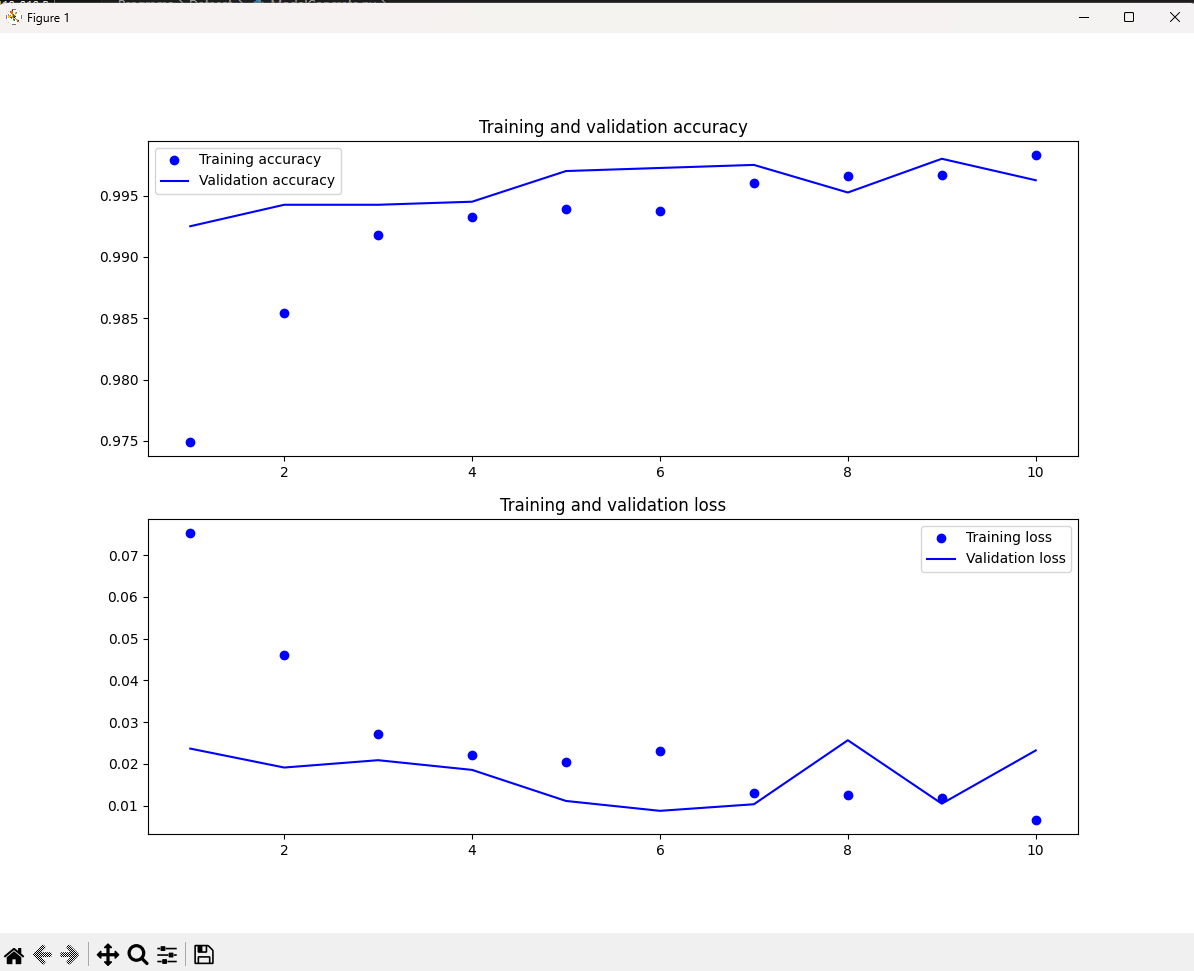 Figure 1
Training and validation accuracy
Training accuracy
Validation accuracy
0.995
0.990
0.985
0.980
0.975
2 4 6 8 10
Training and validation loss
Training loss
Validation loss
0.07
0.06
0.05
0.04
0.03
0.02
0.01
2 4 6 8 10